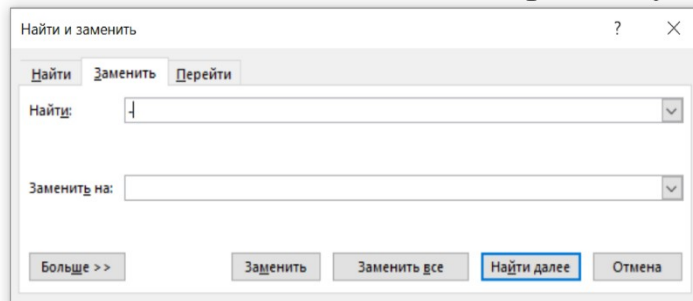 Найти и заменить ? ×
Найти Заменить Перейти
Найти: -
Заменить на:
Больше >> Заменить Заменить все Найти далее Отмена